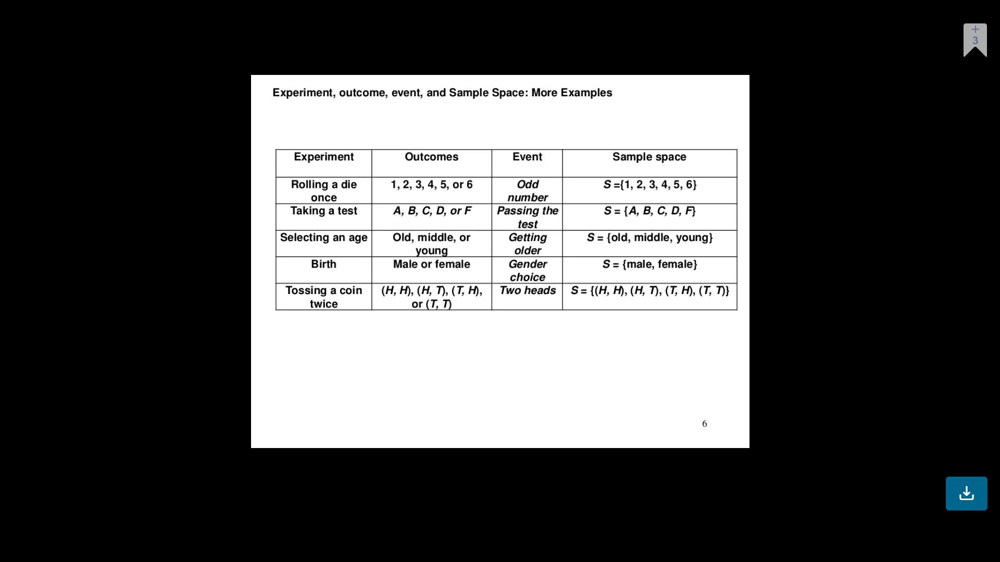 +
3
Experiment, outcome, event, and Sample Space: More Examples
Experiment Outcomes Event Sample space
Rolling a die once 1, 2, 3, 4, 5, or 6 Odd number S ={1, 2, 3, 4, 5, 6}
Taking a test A, B, C, D, or F Passing the test S = {A, B, C, D, F}
Selecting an age Old, middle, or young Getting older S = {old, middle, young}
Birth Male or female Gender choice S = {male, female}
Tossing a coin twice (H, H), (H, T), (T, H), or (T, T) Two heads S = {(H, H), (H, T), (T, H), (T, T)}
6